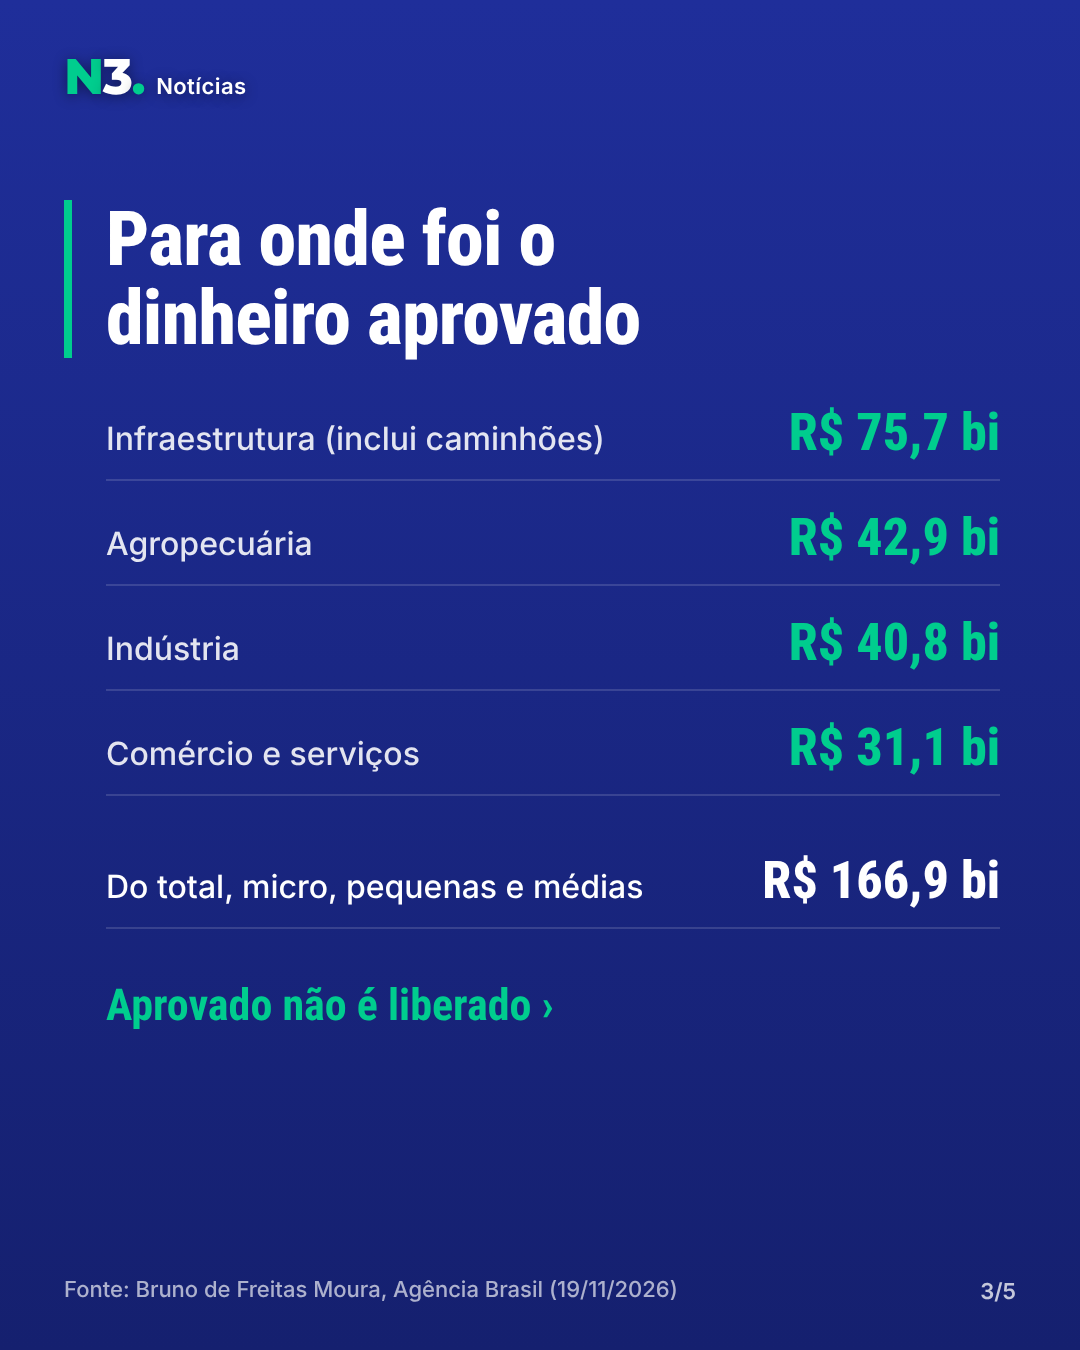 N3. Notícias
Para onde foi o
dinheiro aprovado
Infraestrutura (inclui caminhões) R$ 75,7 bi
Agropecuária R$ 42,9 bi
Indústria R$ 40,8 bi
Comércio e serviços R$ 31,1 bi
Do total, micro, pequenas e médias R$ 166,9 bi
Aprovado não é liberado ›
Fonte: Bruno de Freitas Moura, Agência Brasil (19/11/2026) 3/5